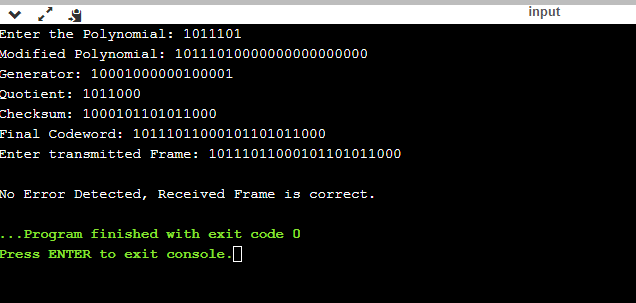 input
Enter the Polynomial: 1011101
Modified Polynomial: 10111010000000000000000
Generator: 10001000000100001
Quotient: 1011000
Checksum: 1000101101011000
Final Codeword: 10111011000101101011000
Enter transmitted Frame: 10111011000101101011000
No Error Detected, Received Frame is correct.
...Program finished with exit code 0
Press ENTER to exit console.